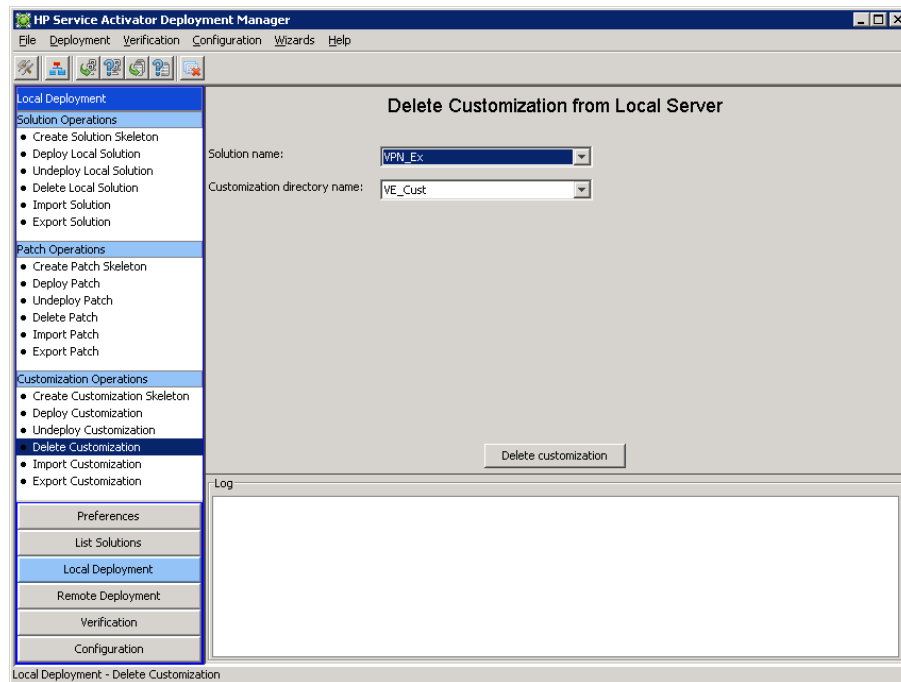 HP Service Activator Deployment Manager
File Deployment Verification Configuration Wizards Help
Local Deployment
Solution Operations
• Create Solution Skeleton
• Deploy Local Solution
• Undeploy Local Solution
• Delete Local Solution
• Import Solution
• Export Solution
Patch Operations
• Create Patch Skeleton
• Deploy Patch
• Undeploy Patch
• Delete Patch
• Import Patch
• Export Patch
Customization Operations
• Create Customization Skeleton
• Deploy Customization
• Undeploy Customization
• Delete Customization
• Import Customization
• Export Customization
Preferences
List Solutions
Local Deployment
Remote Deployment
Verification
Configuration
Delete Customization from Local Server
Solution name: VPN_Ex
Customization directory name: VE_Cust
Delete customization
Log
Local Deployment - Delete Customization